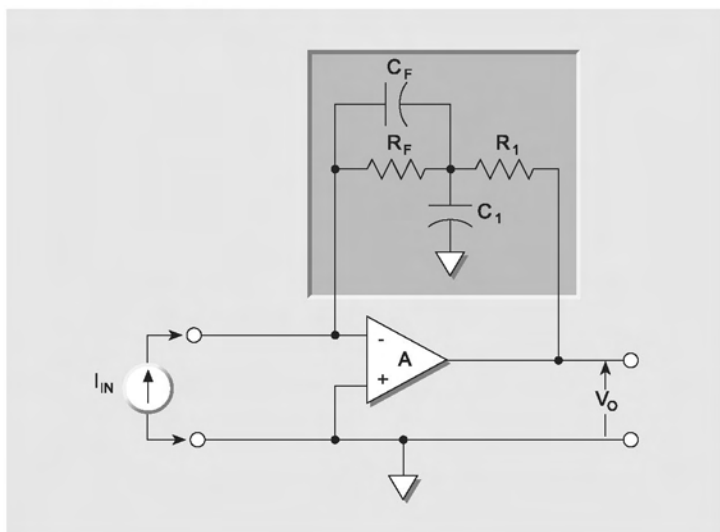 C_F
R_F
R_1
C_1
-
A
+
I_IN
V_O